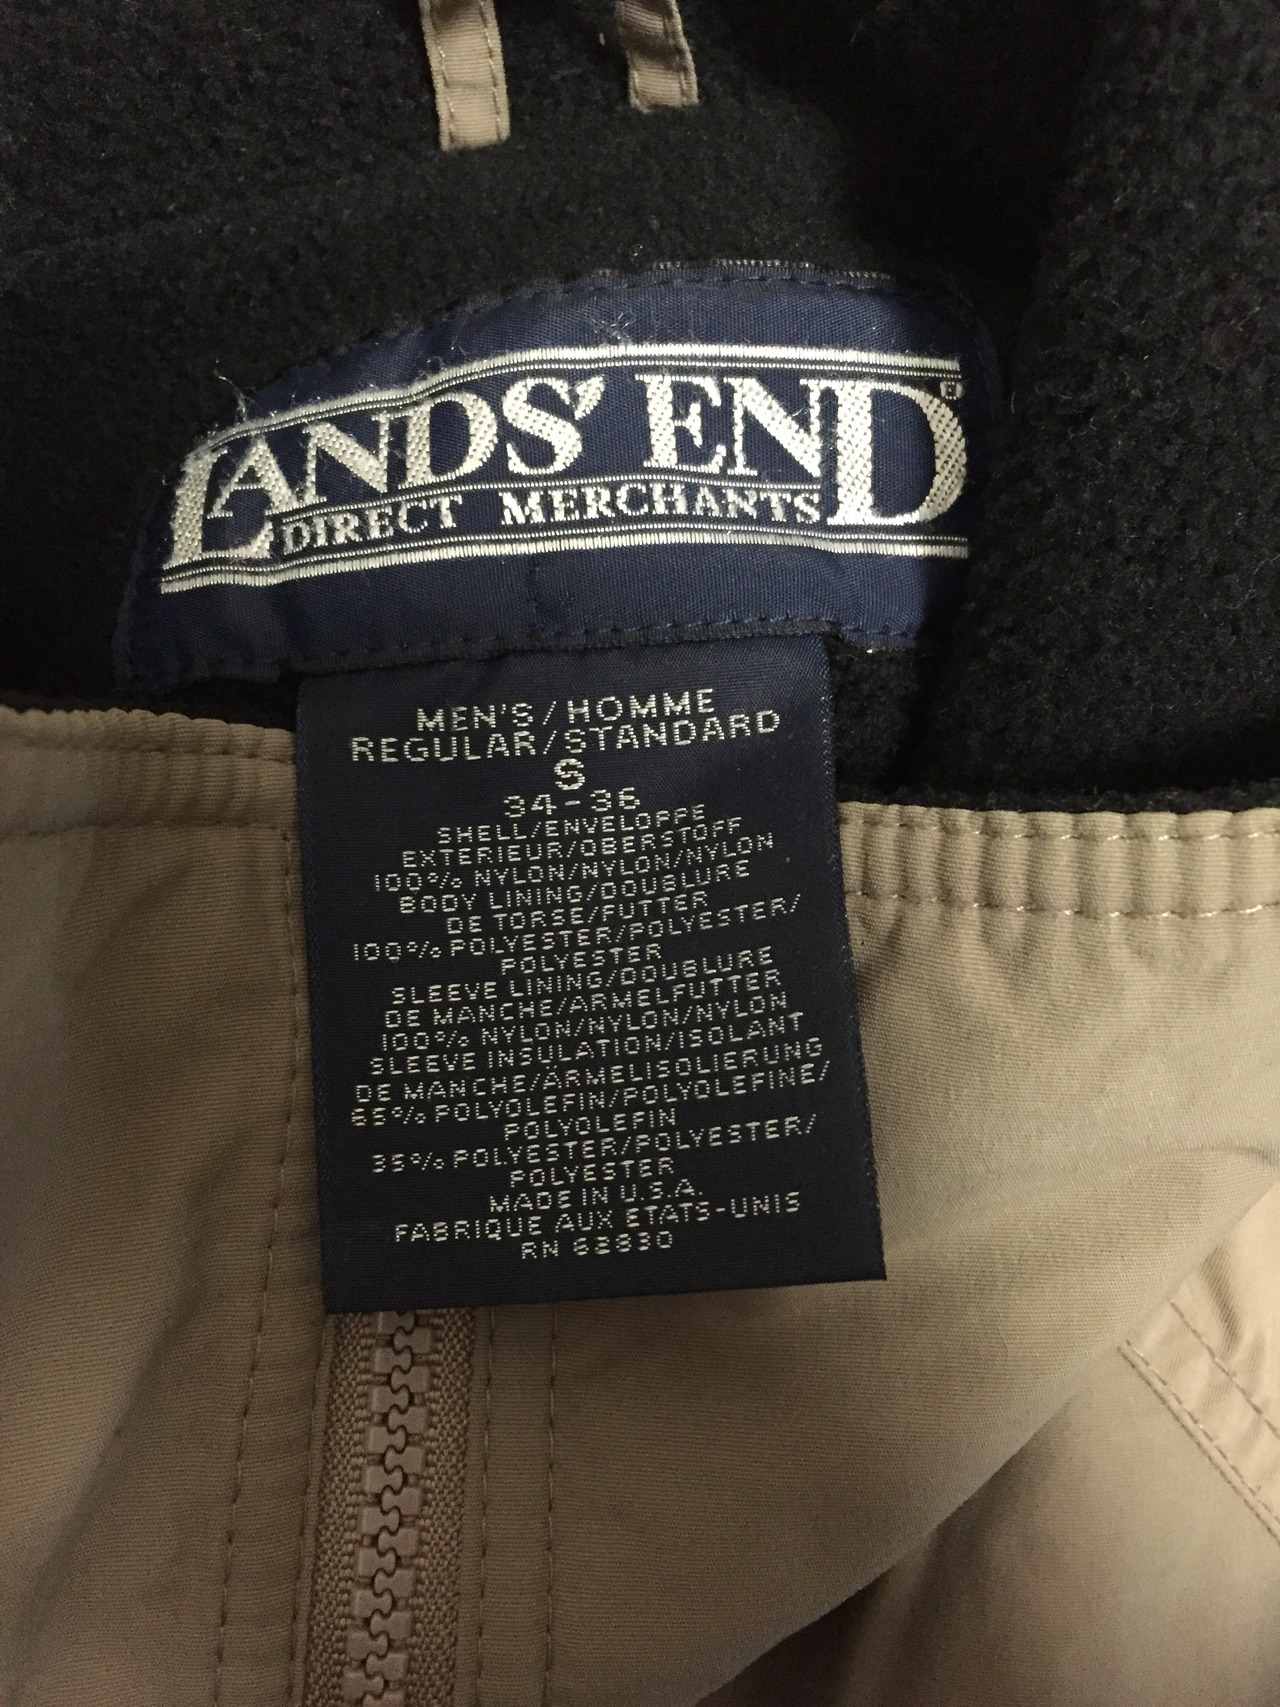 LANDS' END®
DIRECT MERCHANTS
MEN'S/HOMME
REGULAR/STANDARD
S
34-36
SHELL/ENVELOPPE
EXTERIEUR/OBERSTOFF
100% NYLON/NYLON/NYLON
BODY LINING/DOUBLURE
DE TORSE/FUTTER
100% POLYESTER/POLYESTER/
POLYESTER
SLEEVE LINING/DOUBLURE
DE MANCHE/ARMELFUTTER
100% NYLON/NYLON/NYLON
SLEEVE INSULATION/ISOLANT
DE MANCHE/ÄRMELISOLIERUNG
65% POLYOLEFIN/POLYOLEFINE/
POLYOLEFIN
35% POLYESTER/POLYESTER/
POLYESTER
MADE IN U.S.A.
FABRIQUE AUX ETATS-UNIS
RN 62830